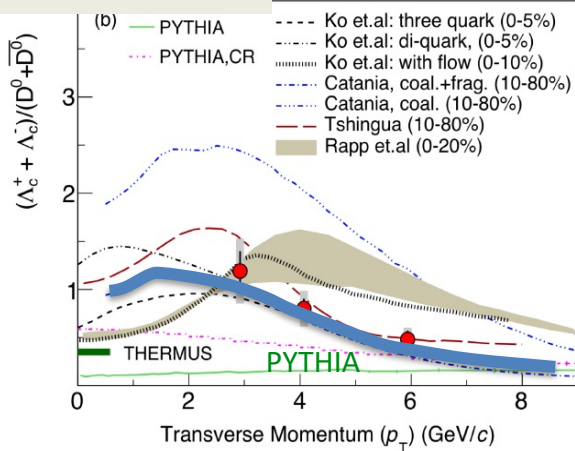 (b)
PYTHIA
PYTHIA,CR
Ko et.al: three quark (0-5%)
Ko et.al: di-quark, (0-5%)
Ko et.al: with flow (0-10%)
Catania, coal.+frag. (10-80%)
Catania, coal. (10-80%)
Tshingua (10-80%)
Rapp et.al (0-20%)
(Λc+ + Λc-)/(D0+D̅0̅)
3
2
1
THERMUS
PYTHIA
0
2
4
6
8
Transverse Momentum (pT) (GeV/c)